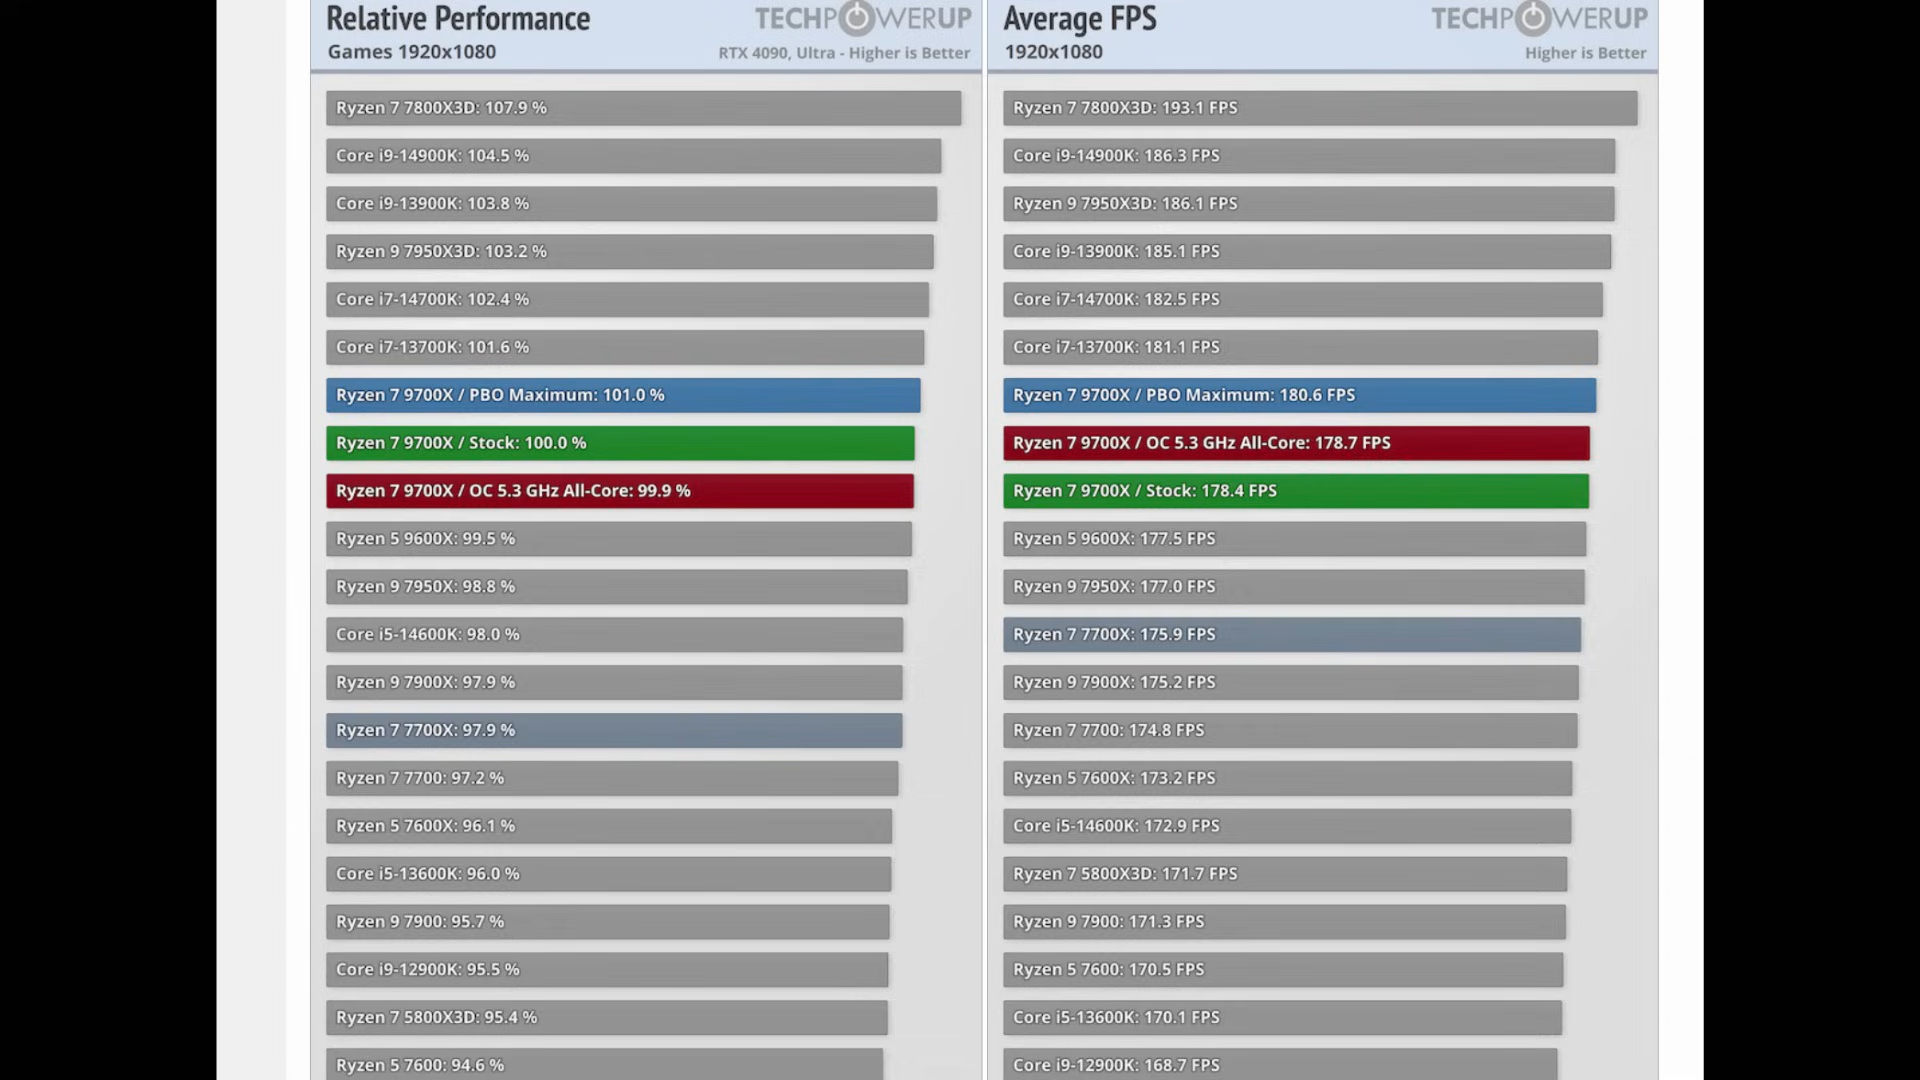 Relative Performance
TECHPOWERUP
Games 1920x1080
RTX 4090, Ultra - Higher is Better
Ryzen 7 7800X3D: 107.9 %
Core i9-14900K: 104.5 %
Core i9-13900K: 103.8 %
Ryzen 9 7950X3D: 103.2 %
Core i7-14700K: 102.4 %
Core i7-13700K: 101.6 %
Ryzen 7 9700X / PBO Maximum: 101.0 %
Ryzen 7 9700X / Stock: 100.0 %
Ryzen 7 9700X / OC 5.3 GHz All-Core: 99.9 %
Ryzen 5 9600X: 99.5 %
Ryzen 9 7950X: 98.8 %
Core i5-14600K: 98.0 %
Ryzen 9 7900X: 97.9 %
Ryzen 7 7700X: 97.9 %
Ryzen 7 7700: 97.2 %
Ryzen 5 7600X: 96.1 %
Core i5-13600K: 96.0 %
Ryzen 9 7900: 95.7 %
Core i9-12900K: 95.5 %
Ryzen 7 5800X3D: 95.4 %
Ryzen 5 7600: 94.6 %
Average FPS
TECHPOWERUP
1920x1080
Higher is Better
Ryzen 7 7800X3D: 193.1 FPS
Core i9-14900K: 186.3 FPS
Ryzen 9 7950X3D: 186.1 FPS
Core i9-13900K: 185.1 FPS
Core i7-14700K: 182.5 FPS
Core i7-13700K: 181.1 FPS
Ryzen 7 9700X / PBO Maximum: 180.6 FPS
Ryzen 7 9700X / OC 5.3 GHz All-Core: 178.7 FPS
Ryzen 7 9700X / Stock: 178.4 FPS
Ryzen 5 9600X: 177.5 FPS
Ryzen 9 7950X: 177.0 FPS
Ryzen 7 7700X: 175.9 FPS
Ryzen 9 7900X: 175.2 FPS
Ryzen 7 7700: 174.8 FPS
Ryzen 5 7600X: 173.2 FPS
Core i5-14600K: 172.9 FPS
Ryzen 7 5800X3D: 171.7 FPS
Ryzen 9 7900: 171.3 FPS
Ryzen 5 7600: 170.5 FPS
Core i5-13600K: 170.1 FPS
Core i9-12900K: 168.7 FPS